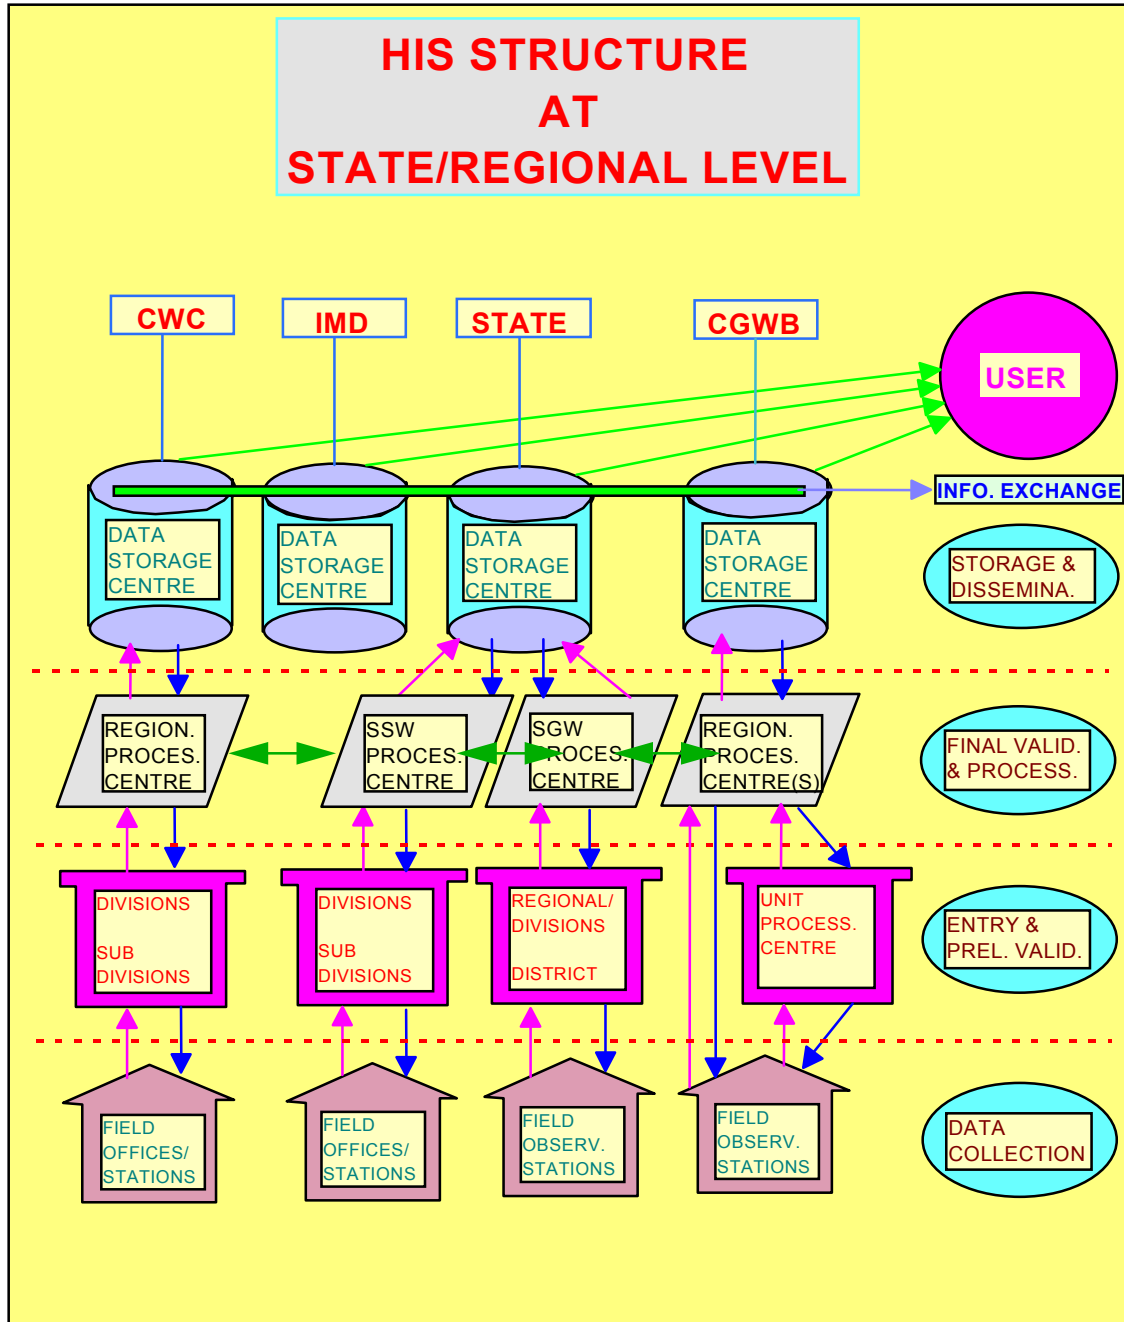 HIS STRUCTURE
AT
STATE/REGIONAL LEVEL
CWC
IMD
STATE
CGWB
USER
INFO. EXCHANGE
DATA
STORAGE
CENTRE
DATA
STORAGE
CENTRE
DATA
STORAGE
CENTRE
DATA
STORAGE
CENTRE
STORAGE &
DISSEMINA.
REGION.
PROCES.
CENTRE
SSW
PROCES.
CENTRE
SGW
PROCES.
CENTRE
REGION.
PROCES.
CENTRE(S)
FINAL VALID.
& PROCESS.
DIVISIONS
SUB
DIVISIONS
DIVISIONS
SUB
DIVISIONS
REGIONAL/
DIVISIONS
DISTRICT
UNIT
PROCESS.
CENTRE
ENTRY &
PREL. VALID.
FIELD
OFFICES/
STATIONS
FIELD
OFFICES/
STATIONS
FIELD
OBSERV.
STATIONS
FIELD
OBSERV.
STATIONS
DATA
COLLECTION